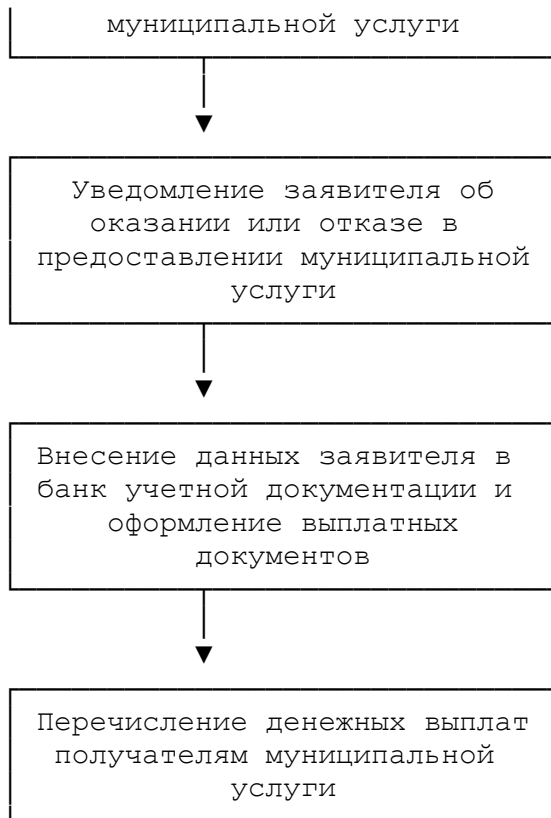 муниципальной услуги
Уведомление заявителя об
оказании или отказе в
предоставлении муниципальной
услуги
Внесение данных заявителя в
банк учетной документации и
оформление выплатных
документов
Перечисление денежных выплат
получателям муниципальной
услуги